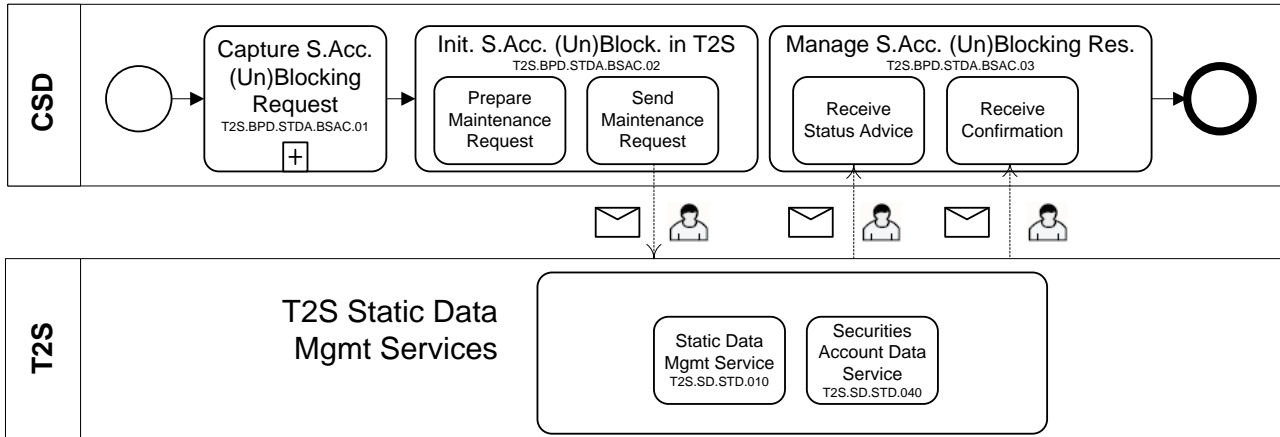 CSD
Capture S.Acc.
(Un)Blocking
Request
T2S.BPD.STDA.BSAC.01
+
Init. S.Acc. (Un)Block. in T2S
T2S.BPD.STDA.BSAC.02
Prepare
Maintenance
Request
Send
Maintenance
Request
Manage S.Acc. (Un)Blocking Res.
T2S.BPD.STDA.BSAC.03
Receive
Status Advice
Receive
Confirmation
T2S
T2S Static Data
Mgmt Services
Static Data
Mgmt Service
T2S.SD.STD.010
Securities
Account Data
Service
T2S.SD.STD.040